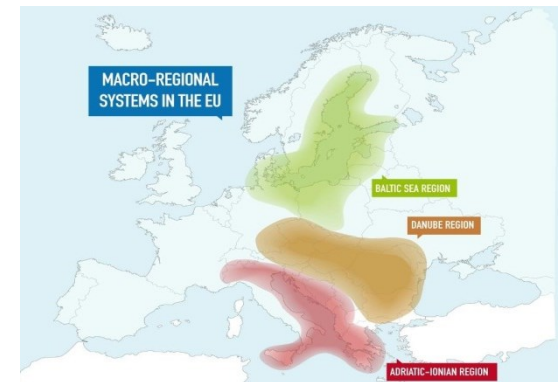 MACRO-REGIONAL
SYSTEMS IN THE EU
BALTIC SEA REGION
DANUBE REGION
ADRIATIC-IONIAN REGION